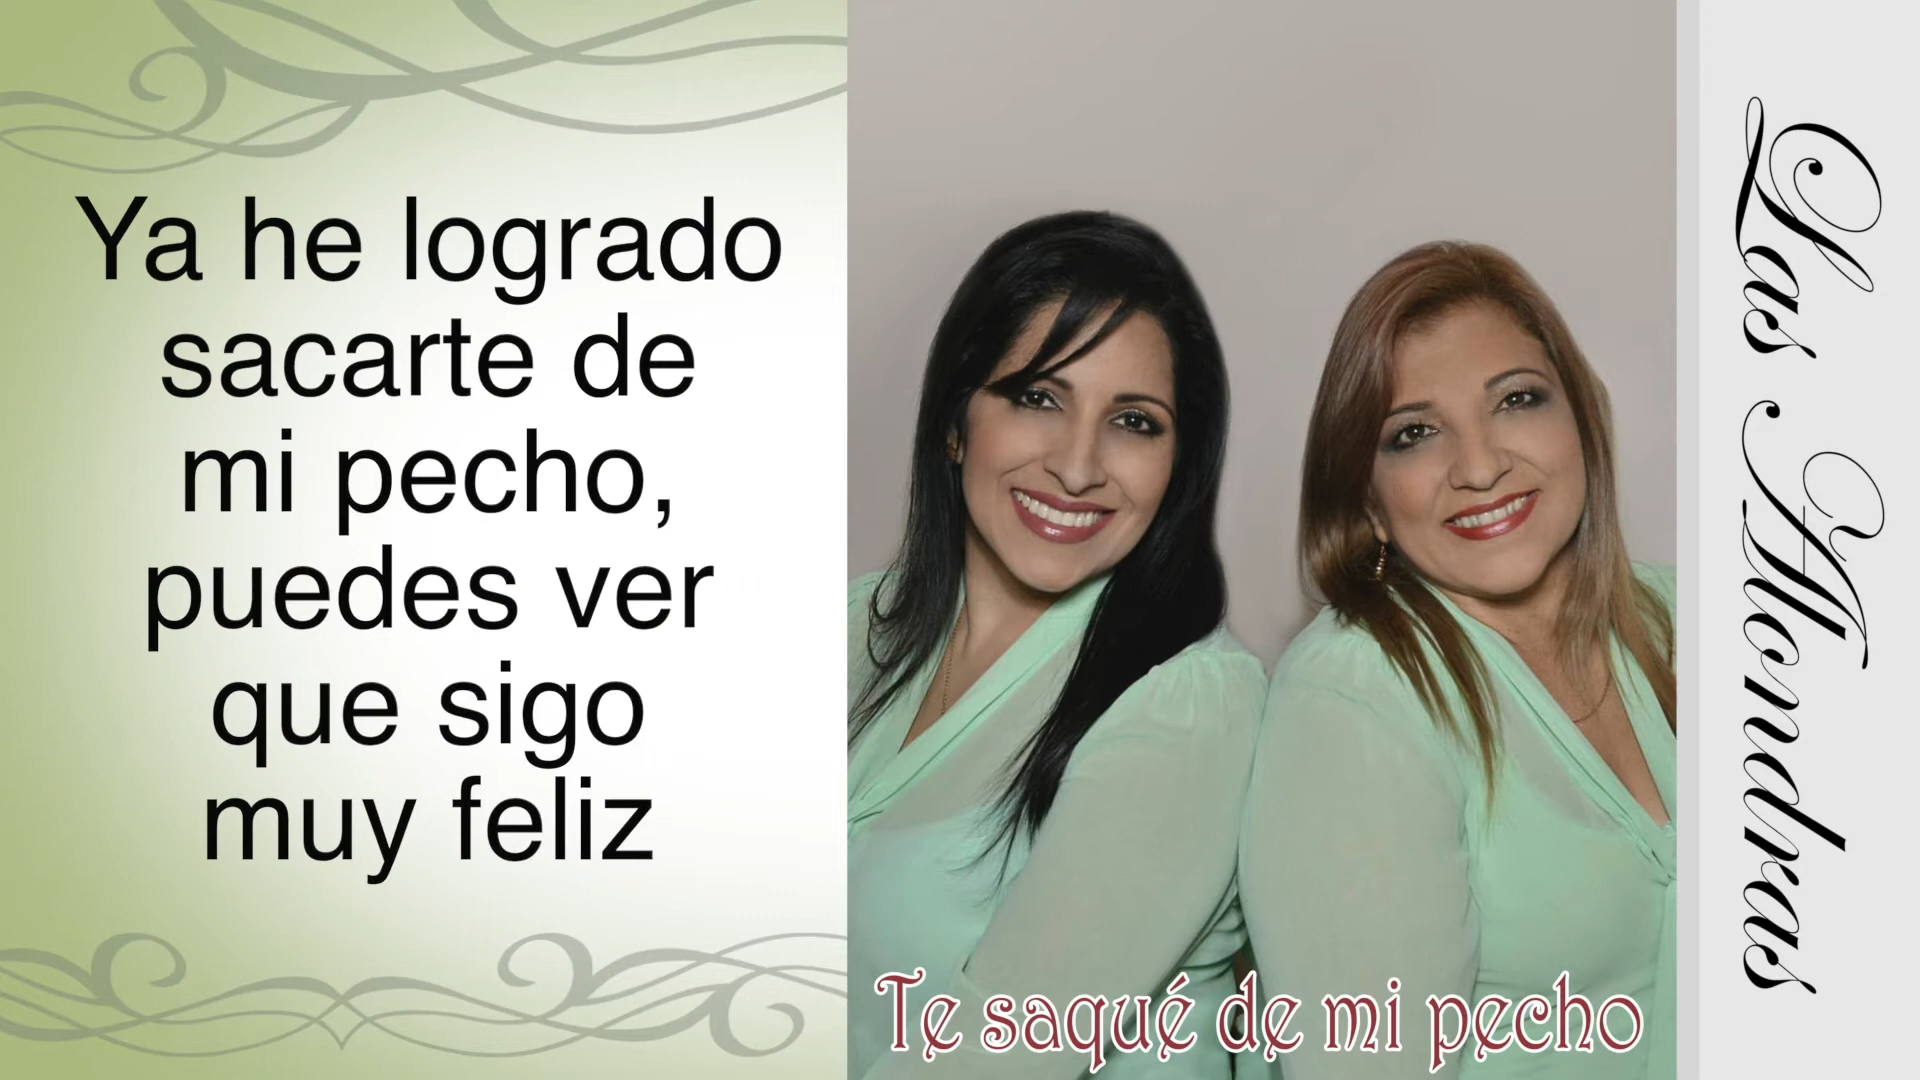 Ya he logrado
sacarte de
mi pecho,
puedes ver
que sigo
muy feliz
Te saqué de mi pecho
Las Alondras